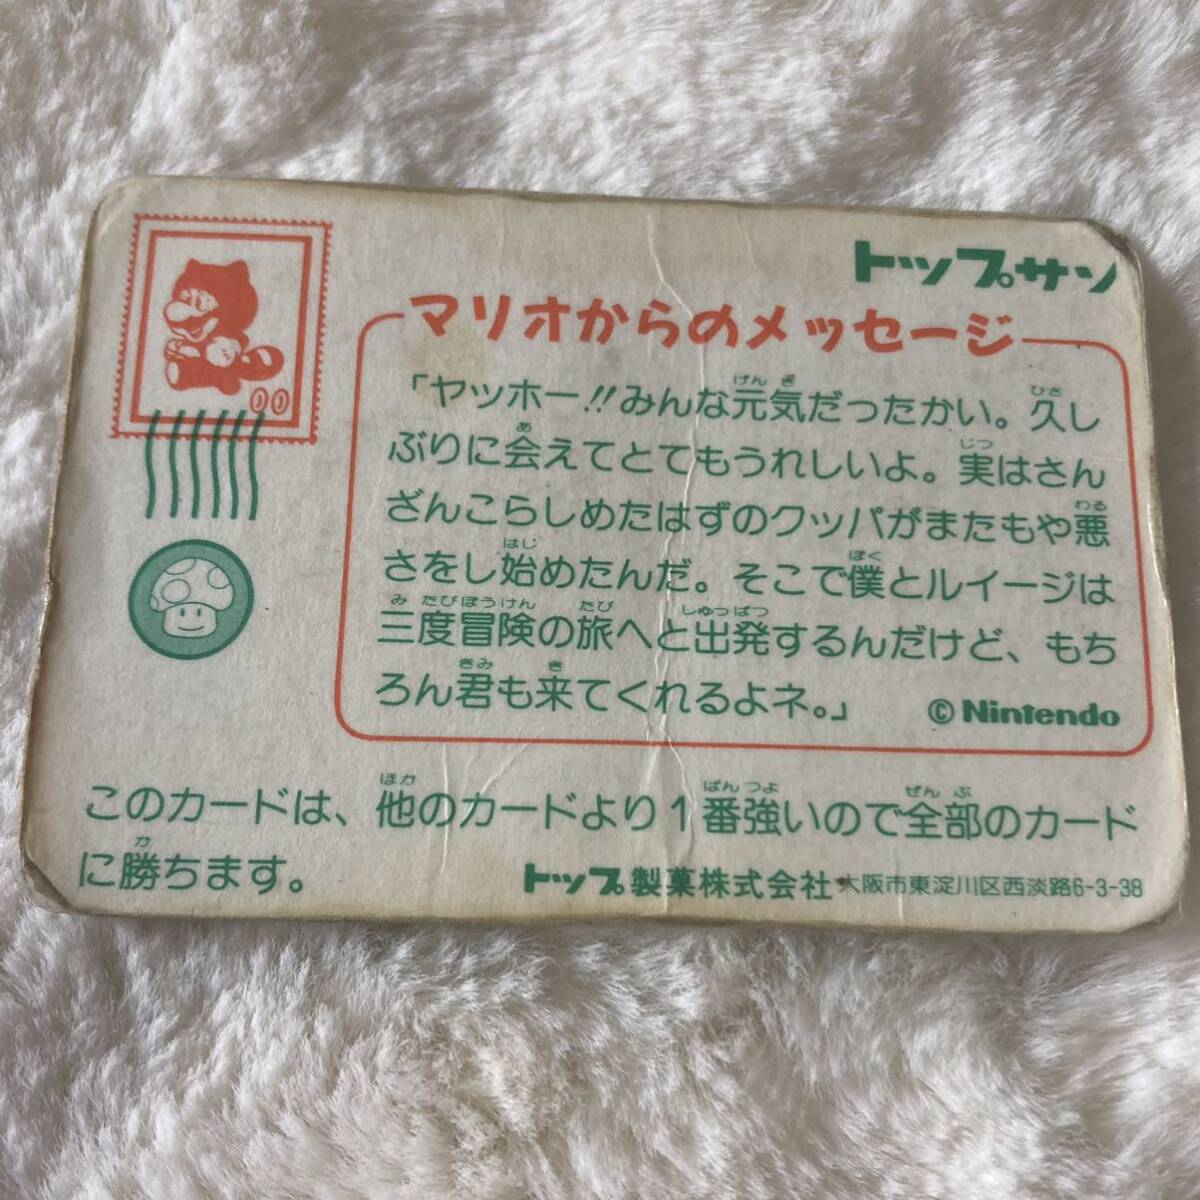 トップサン
マリオからのメッセージ
「ヤッホー!!みんな元気だったかい。久し
ぶりに会えてとてもうれしいよ。実はさん
ざんこらしめたはずのクッパがまたもや悪
さをし始めたんだ。そこで僕とルイージは
三度冒険の旅へと出発するんだけど、もち
ろん君も来てくれるよネ。」
©Nintendo
00
このカードは、他のカードより1番強いので全部のカード
に勝ちます。
トップ製菓株式会社 大阪市東淀川区西淡路6-3-38